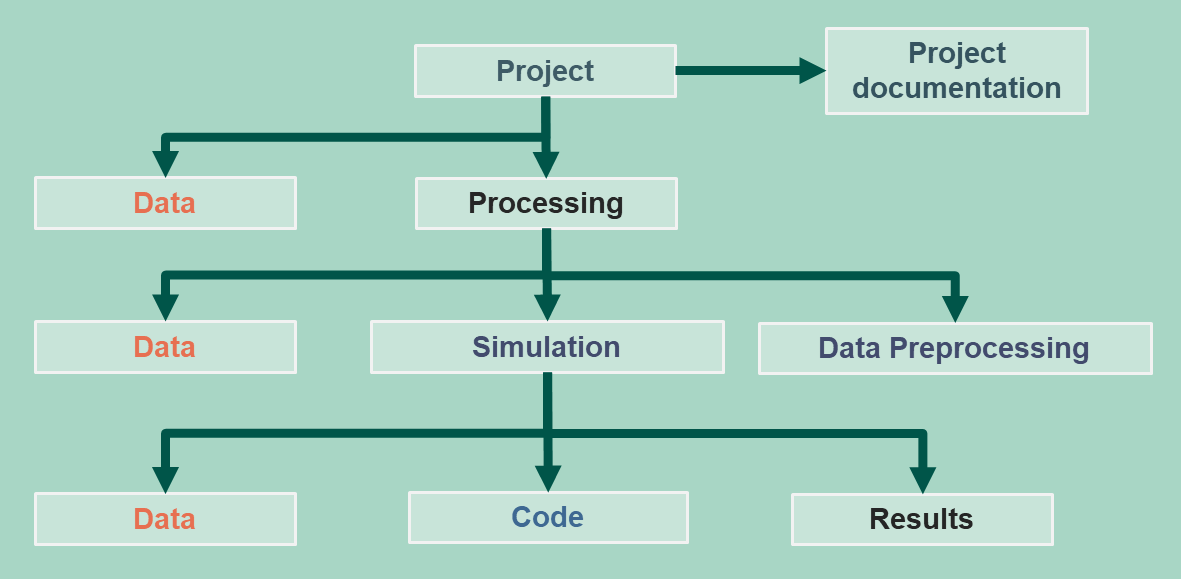 Project
Project
documentation
Data
Processing
Data
Simulation
Data Preprocessing
Data
Code
Results